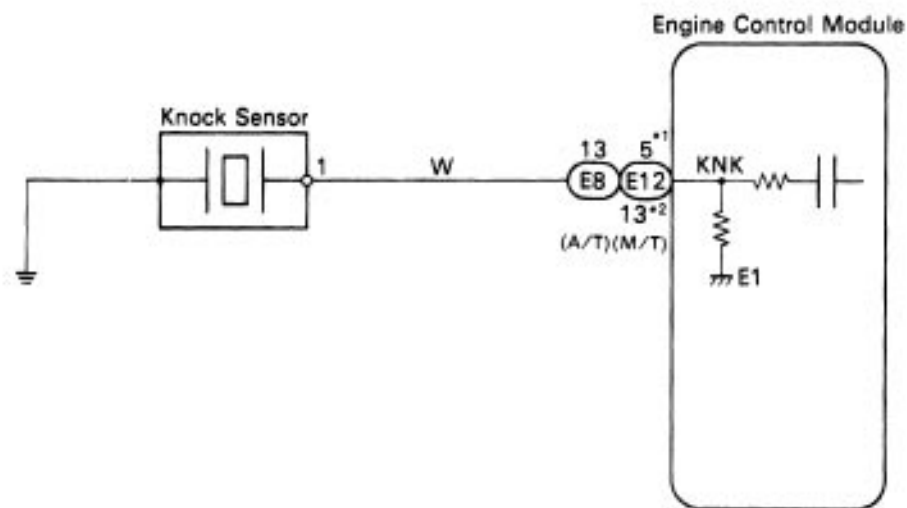 Engine Control Module
Knock Sensor
1
W
13
5*1
E8
E12
KNK
13*2
(A/T)(M/T)
E1